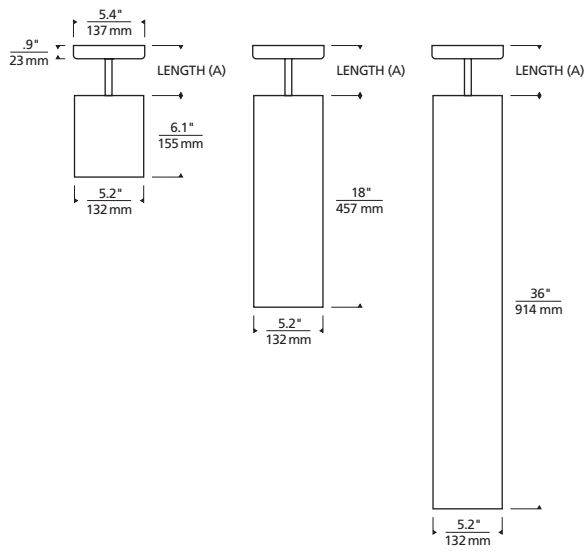 5.4"
137 mm
.9"
23 mm
LENGTH (A)
LENGTH (A)
LENGTH (A)
6.1"
155 mm
5.2"
132 mm
18"
457 mm
5.2"
132 mm
36"
914 mm
5.2"
132 mm